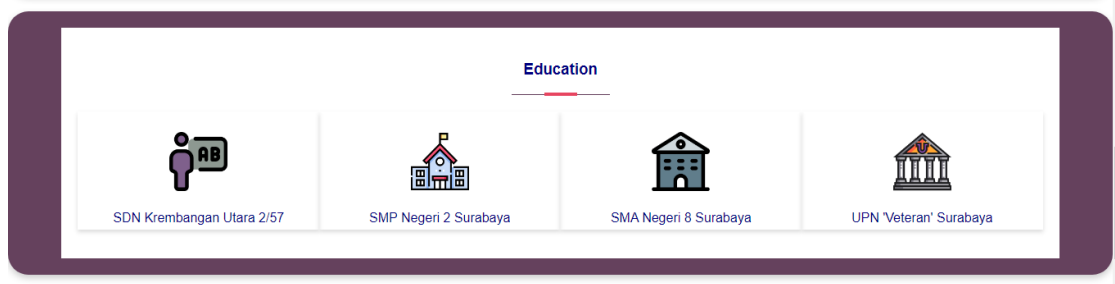 Education
AB
SDN Krembangan Utara 2/57
SMP Negeri 2 Surabaya
SMA Negeri 8 Surabaya
UPN 'Veteran' Surabaya